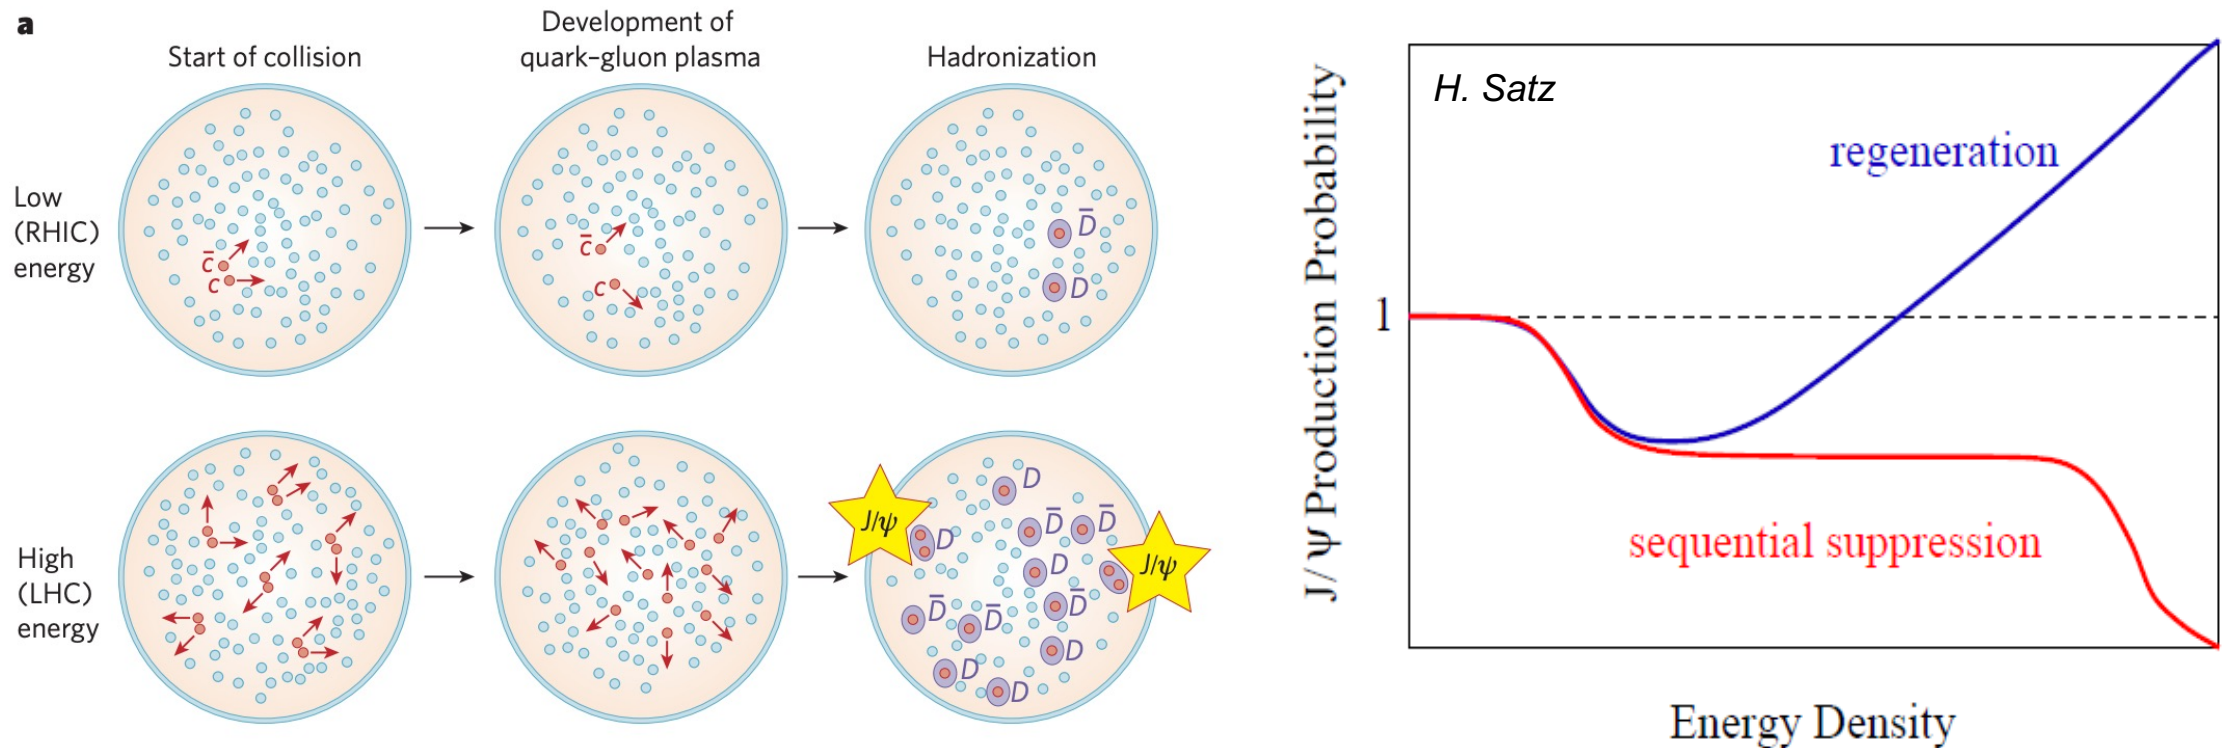 a
Start of collision
Development of
quark–gluon plasma
Hadronization
Low
(RHIC)
energy
c̅
c
c̅
c
D̅
D
High
(LHC)
energy
J/ψ
D
D
D̅
D̅
D
J/ψ
D̅
D̅
D̅
D
D
D
H. Satz
regeneration
1
sequential suppression
J/ψ Production Probability
Energy Density